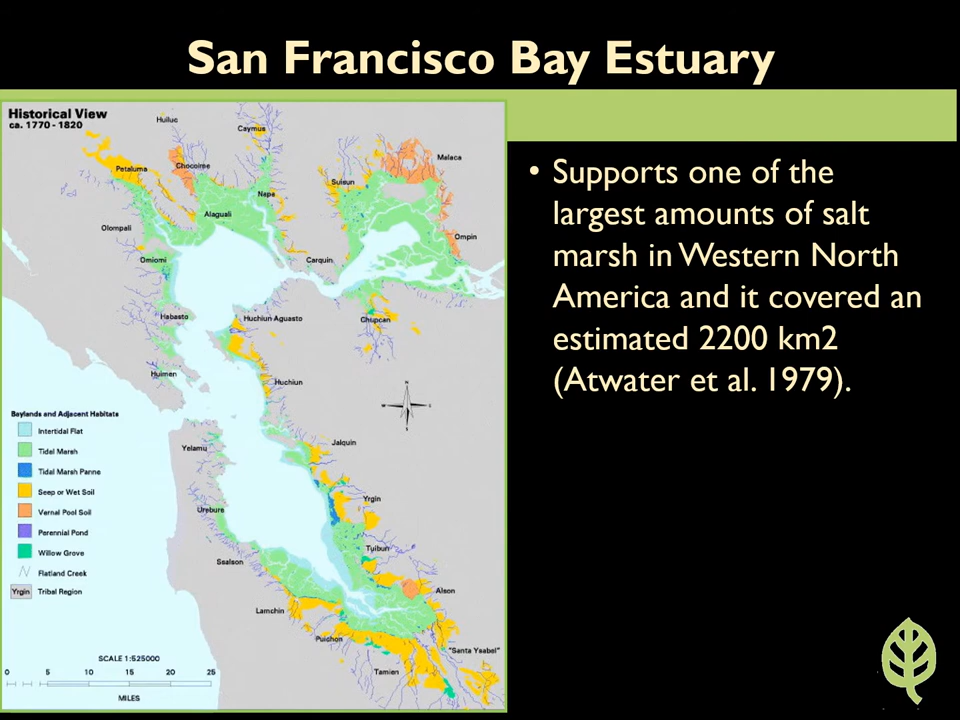 San Francisco Bay Estuary
Historical View
ca. 1770 - 1820
Huiluc
Caymus
Petaluma
Chocoiree
Malaca
Suisun
Napa
Alaguali
Olompali
Ompin
Omiomi
Carquin
Habasto
Huchiun Aguasto
Chupcan
Huimen
Huchiun
N
W
E
S
Baylands and Adjacent Habitats
Intertidal Flat
Tidal Marsh
Tidal Marsh Panne
Seep or Wet Soil
Vernal Pool Soil
Perennial Pond
Willow Grove
Flatland Creek
Yrgin Tribal Region
Yelamu
Jalquin
Yrgin
Urebure
Tuibun
Ssalson
Alson
Lamchin
Puichon
"Santa Ysabel"
Tamien
SCALE 1:525000
0 5 10 15 20 25
MILES
• Supports one of the
largest amounts of salt
marsh in Western North
America and it covered an
estimated 2200 km2
(Atwater et al. 1979).